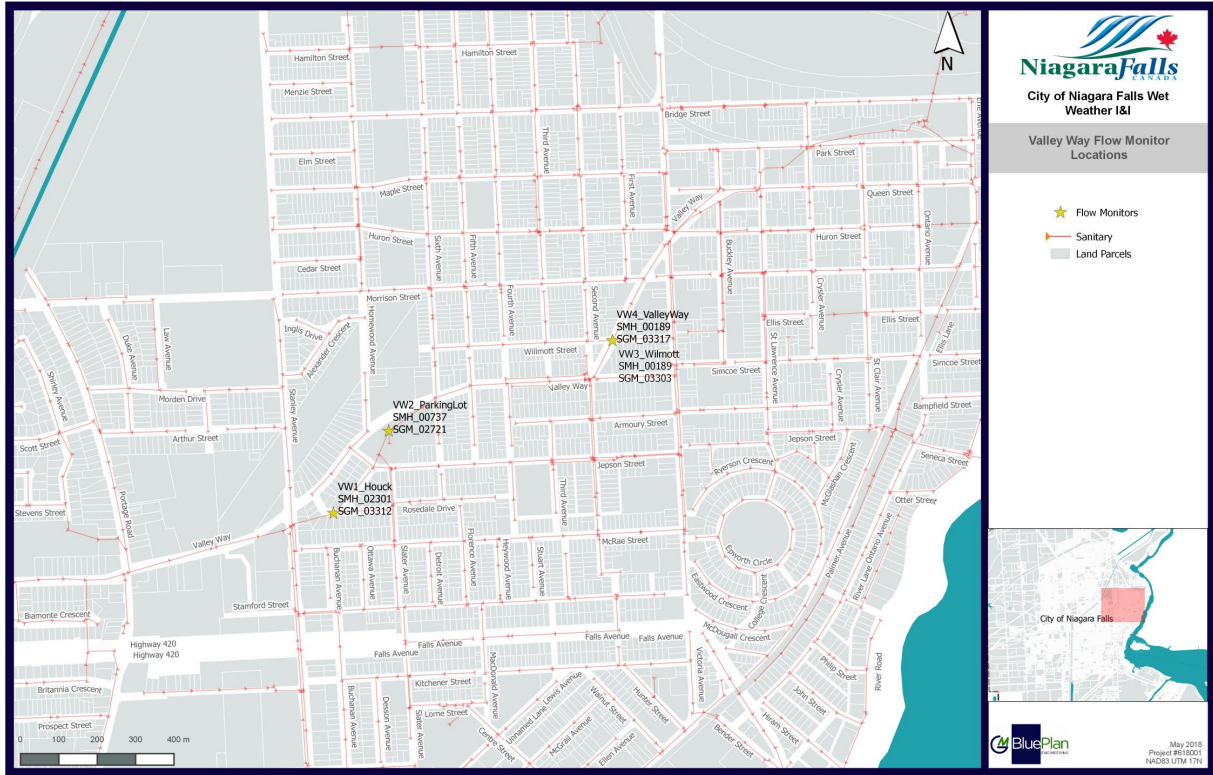 Hamilton Street
Hamilton Street
Menzie Street
Third Avenue
Bridge Street
Erie Avenue
Elm Street
Park Street
Maple Street
First Avenue
Queen Street
Valley Way
Ontario Avenue
Huron Street
Sixth Avenue
Fifth Avenue
Buckley Avenue
Huron Street
Cedar Street
Morrison Street
Fourth Avenue
Second Avenue
Crysler Avenue
Inglis Drive
Alexander Crescent
Homewood Avenue
Law Avenue
Duke Avenue
VW4_ValleyWay
SMH_00189
SGM_03317
Ellis Street
Ellis Street
Ellis Lane
Willmott Street
VW3_Wilmott
SMH_00189
SGM_03303
St Lawrence Avenue
Simcoe Street
Simcoe Street
St Clair Avenue
Shirley Avenue
Valley Way
Stanley Avenue
Morden Drive
Crysler Avenue
Bampfield Street
VW2_ParkingLot
SMH_00737
SGM_02721
Armoury Street
Scott Street
Arthur Street
Jepson Street
Jepson Street
Seneca Street
Ryerson Crescent
McGlashan Crescent
VW1_Houck
SMH_02301
SGM_03312
Third Avenue
Otter Street
Portage Road
Stevens Street
Rosedale Drive
Valley Way
McRae Street
Epworth Circle
Palmer Avenue
River Lane Ontario Avenue
Buchanan Avenue
Ottawa Avenue
Slater Avenue
Detroit Avenue
Florence Avenue
Heywood Avenue
Stuart Avenue
Eastwood Crescent
College Crescent
Stamford Street
Biamonte Crescent
McDougall Crescent
Highway 420
Highway 420
Falls Avenue
Falls Avenue
Falls Avenue
Falls Avenue
MacDonald Avenue
Victoria Avenue
Philip Street
River Road
Britannia Crescent
Kitchener Street
Buchanan Avenue
Desson Avenue
Slater Avenue
Lorne Street
Centre Street
Unnamed Lane Lewis Avenue
McGrail Avenue
Walnut Street
Hunter Street
Ellen Avenue
John Street
Hiram Street
Bender Street
Prospect Street
0 100 200 300 400 m
N
NiagaraFalls
CANADA
City of Niagara Falls Wet
Weather I&I
Valley Way Flow Monitor
Locations
Flow Monitors
Sanitary
Land Parcels
City of Niagara Falls
GM BluePlan
ENGINEERING
May 2018
Project #618001
NAD83 UTM 17N